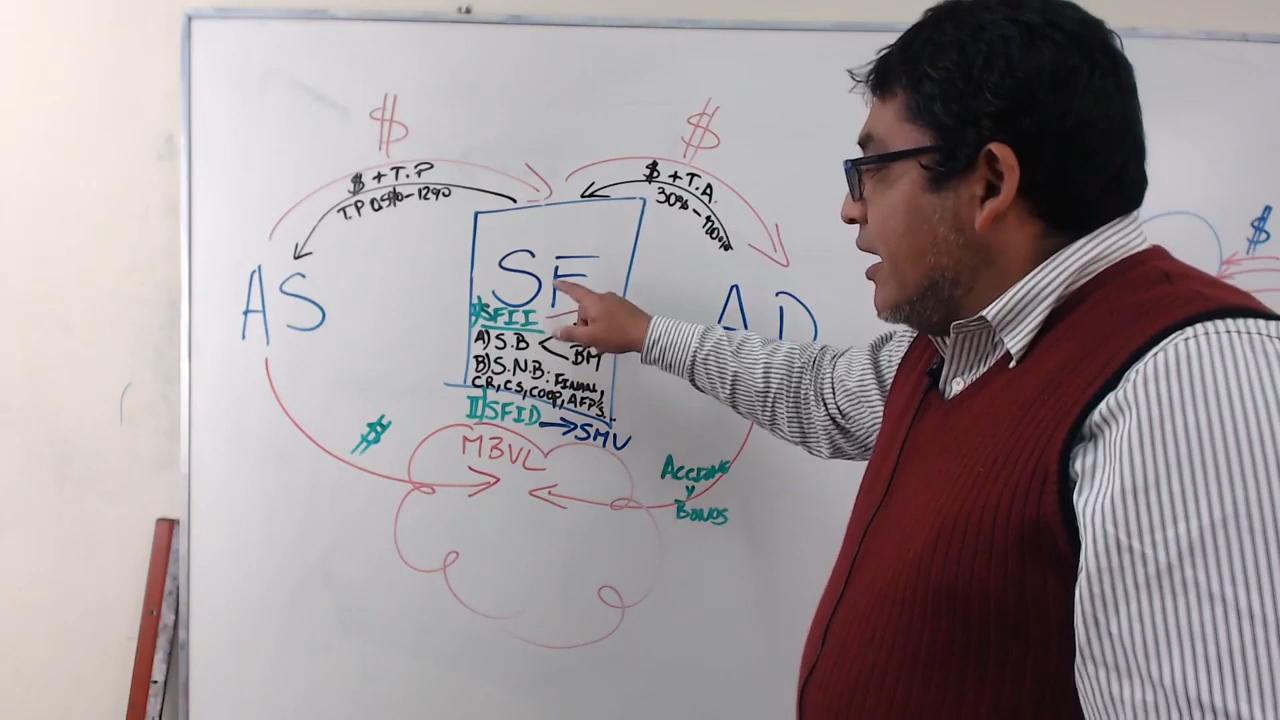 $
$
$ + T.P
T.P 0.5% - 12%
$ + T.A.
30% - 120%
$
AS
SF
AD
I) SFII
A) S.B
BM
B) S.N.B: FINAN,
CR, CS, COOP, AFP'S..
II) SFID → SMV
MBVL
$
ACCIONES
Y
BONOS